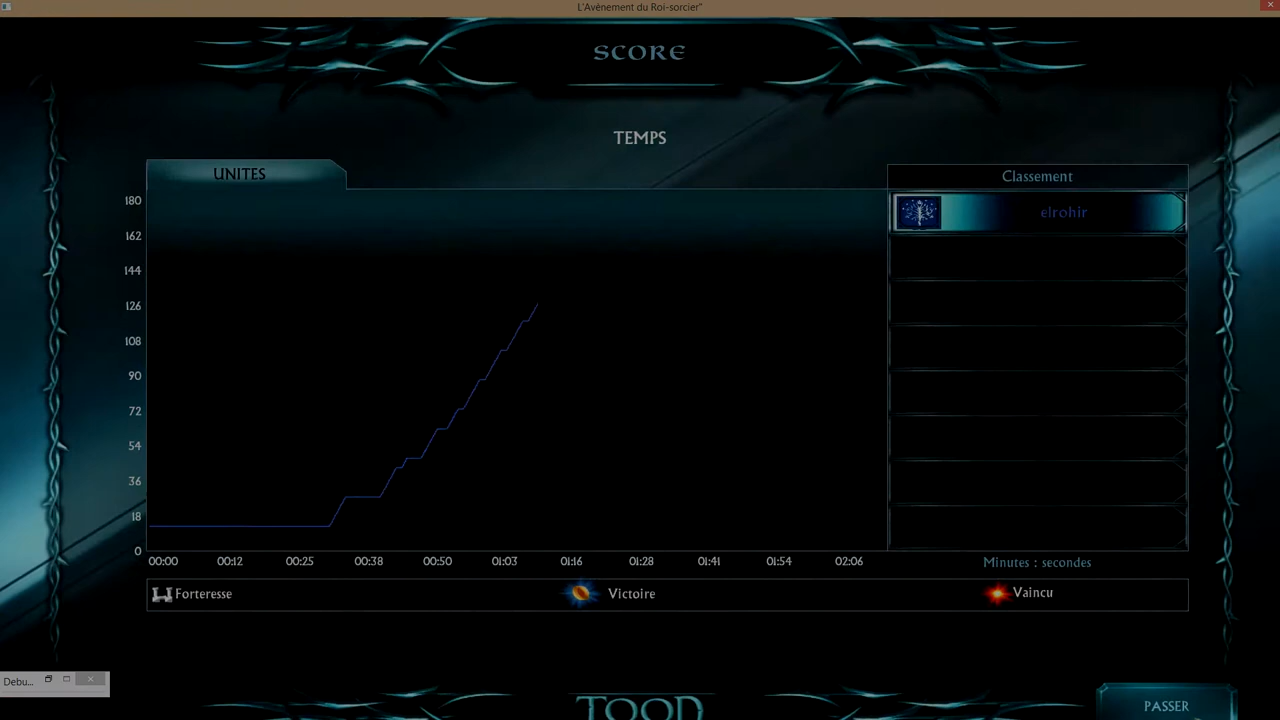 L'Avènement du Roi-sorcier"
SCORE
TEMPS
UNITES
Classement
180
elrohir
162
144
126
108
90
72
54
36
18
0
00:00 00:12 00:25 00:38 00:50 01:03 01:16 01:28 01:41 01:54 02:06
Minutes : secondes
Forteresse
Victoire
Vaincu
Debu...
PASSER